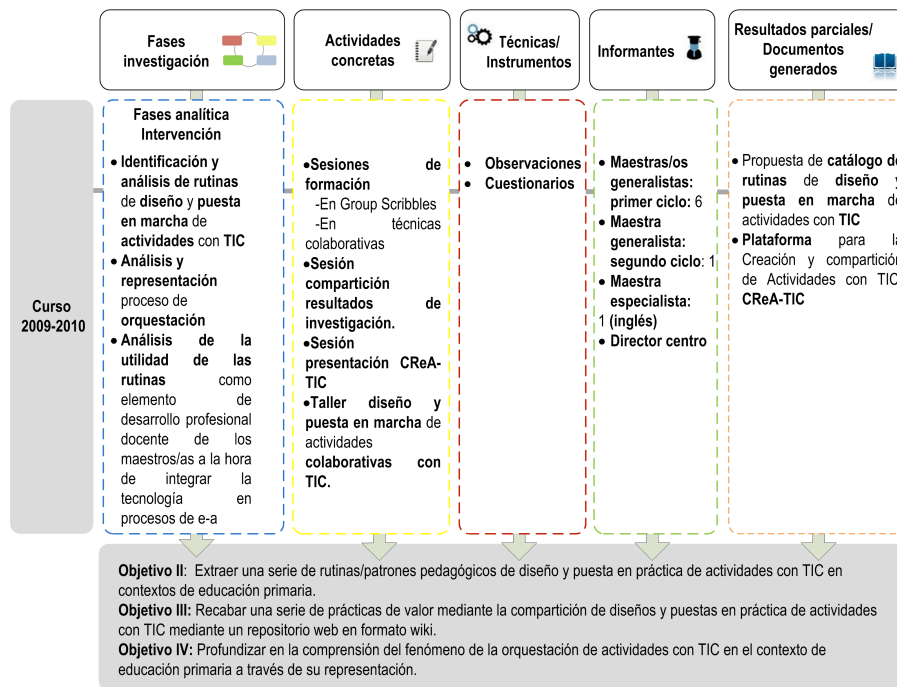 Fases
investigación
Actividades
concretas
Técnicas/
Instrumentos
Informantes
Resultados parciales/
Documentos
generados
Curso
2009-2010
Fases analítica
Intervención
• Identificación y
análisis de rutinas
de diseño y puesta
en marcha de
actividades con TIC
• Análisis y
representación
proceso de
orquestación
• Análisis de la
utilidad de las
rutinas como
elemento de
desarrollo profesional
docente de los
maestros/as a la hora
de integrar la
tecnología en
procesos de e-a
•Sesiones de
formación
-En Group Scribbles
-En técnicas
colaborativas
•Sesión
compartición
resultados de
investigación.
•Sesión
presentación CReA-
TIC
•Taller diseño y
puesta en marcha de
actividades
colaborativas con
TIC.
• Observaciones
• Cuestionarios
• Maestras/os
generalistas:
primer ciclo: 6
• Maestra
generalista:
segundo ciclo: 1
• Maestra
especialista:
1 (inglés)
• Director centro
• Propuesta de catálogo de
rutinas de diseño y
puesta en marcha de
actividades con TIC
• Plataforma para la
Creación y compartición
de Actividades con TIC
CReA-TIC
Objetivo II: Extraer una serie de rutinas/patrones pedagógicos de diseño y puesta en práctica de actividades con TIC en
contextos de educación primaria.
Objetivo III: Recabar una serie de prácticas de valor mediante la compartición de diseños y puestas en práctica de actividades
con TIC mediante un repositorio web en formato wiki.
Objetivo IV: Profundizar en la comprensión del fenómeno de la orquestación de actividades con TIC en el contexto de
educación primaria a través de su representación.